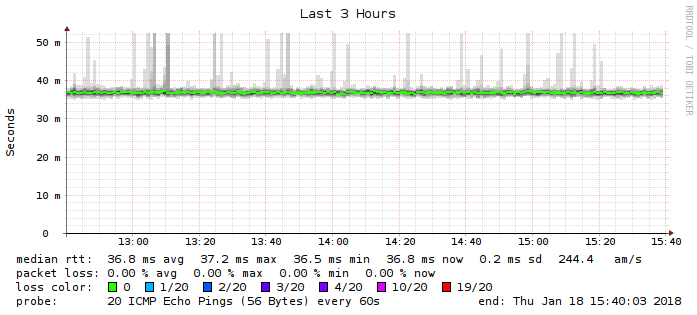 Last 3 Hours
RRDTOOL / TOBI OETIKER
Seconds
50 m
40 m
30 m
20 m
10 m
0
13:00 13:20 13:40 14:00 14:20 14:40 15:00 15:20 15:40
median rtt: 36.8 ms avg 37.2 ms max 36.5 ms min 36.8 ms now 0.2 ms sd 244.4 am/s
packet loss: 0.00 % avg 0.00 % max 0.00 % min 0.00 % now
loss color: 0 1/20 2/20 3/20 4/20 10/20 19/20
probe: 20 ICMP Echo Pings (56 Bytes) every 60s end: Thu Jan 18 15:40:03 2018